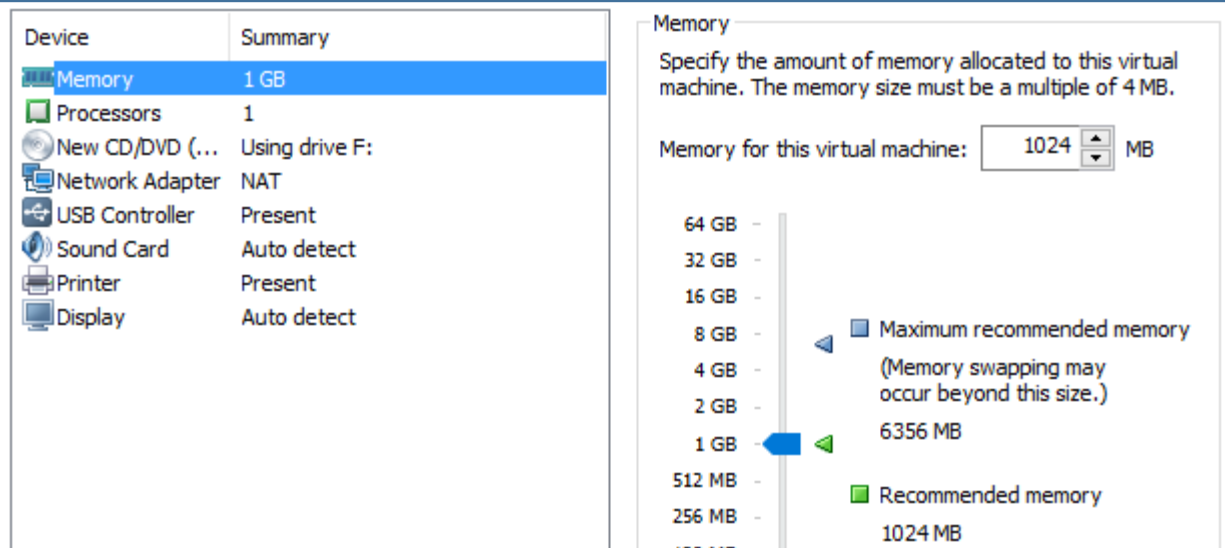 Device Summary
Memory 1 GB
Processors 1
New CD/DVD (... Using drive F:
Network Adapter NAT
USB Controller Present
Sound Card Auto detect
Printer Present
Display Auto detect
Memory
Specify the amount of memory allocated to this virtual
machine. The memory size must be a multiple of 4 MB.
Memory for this virtual machine: 1024 MB
64 GB
32 GB
16 GB
8 GB
4 GB
2 GB
1 GB
512 MB
256 MB
Maximum recommended memory
(Memory swapping may
occur beyond this size.)
6356 MB
Recommended memory
1024 MB